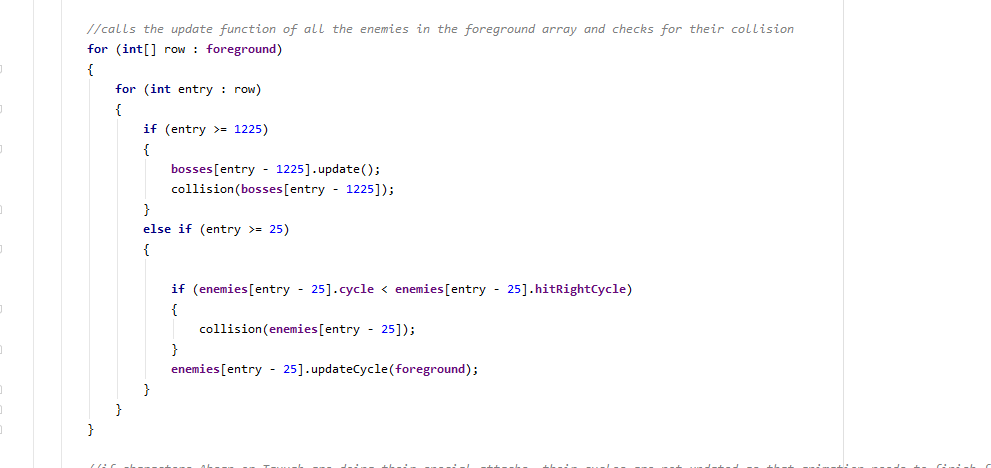 //calls the update function of all the enemies in the foreground array and checks for their collision
for (int[] row : foreground)
{
for (int entry : row)
{
if (entry >= 1225)
{
bosses[entry - 1225].update();
collision(bosses[entry - 1225]);
}
else if (entry >= 25)
{
if (enemies[entry - 25].cycle < enemies[entry - 25].hitRightCycle)
{
collision(enemies[entry - 25]);
}
enemies[entry - 25].updateCycle(foreground);
}
}
}